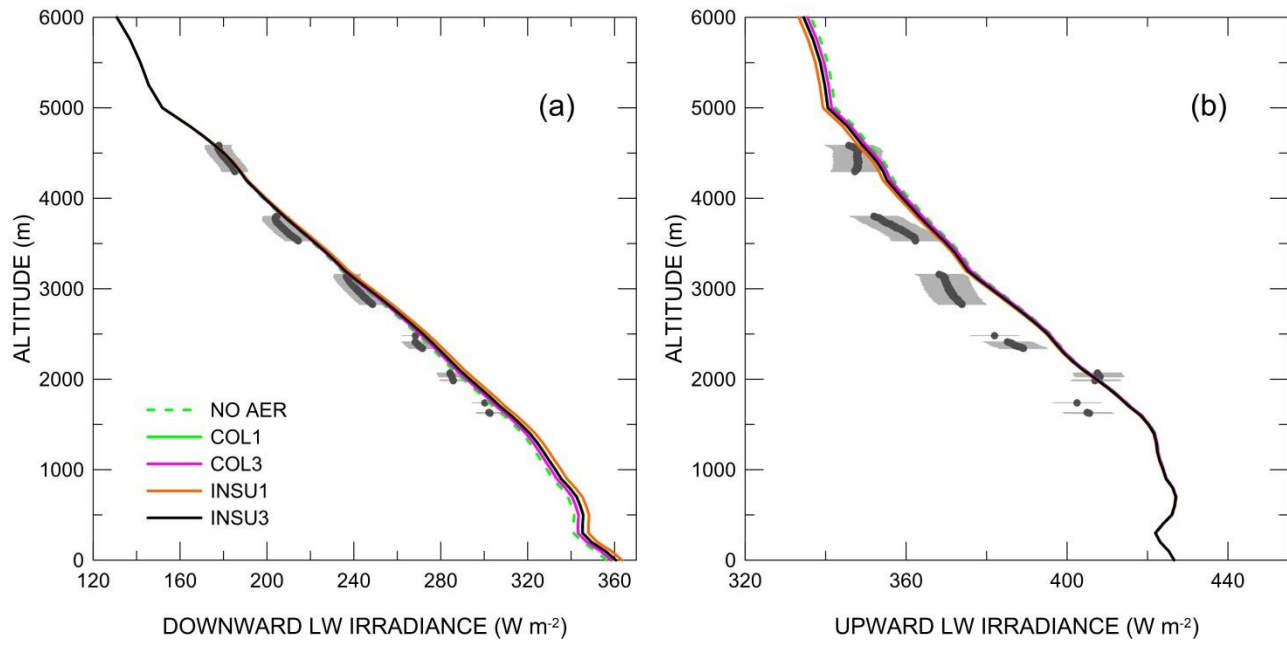 6000
5000
4000
3000
2000
1000
0
ALTITUDE (m)
(a)
NO AER
COL1
COL3
INSU1
INSU3
120 160 200 240 280 320 360
DOWNWARD LW IRRADIANCE (W m-2)
6000
5000
4000
3000
2000
1000
0
ALTITUDE (m)
(b)
320 360 400 440
UPWARD LW IRRADIANCE (W m-2)